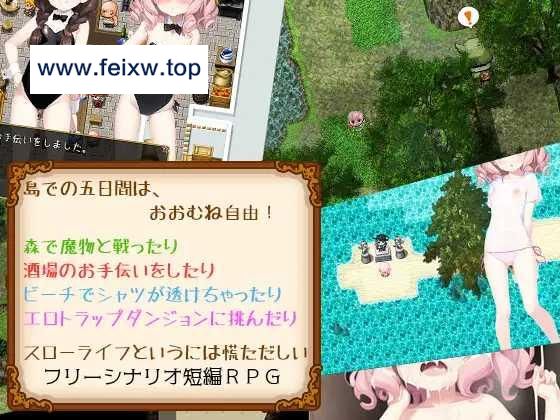 www.feixw.top
お手伝いをしました。
島での五日間は、
おおむね自由！
森で魔物と戦ったり
酒場のお手伝いをしたり
ビーチでシャツが透けちゃったり
エロトラップダンジョンに挑んだり
スローライフというには慌ただしい
フリーシナリオ短編ＲＰＧ